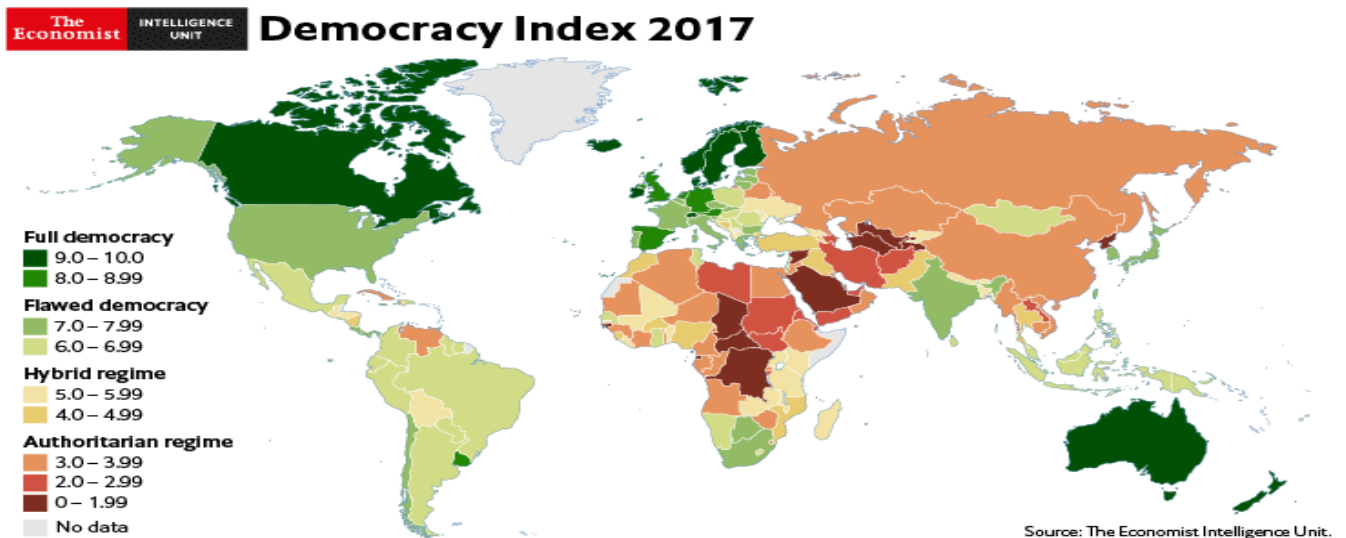 The
Economist
INTELLIGENCE
UNIT
Democracy Index 2017
Full democracy
9.0 – 10.0
8.0 – 8.99
Flawed democracy
7.0 – 7.99
6.0 – 6.99
Hybrid regime
5.0 – 5.99
4.0 – 4.99
Authoritarian regime
3.0 – 3.99
2.0 – 2.99
0 – 1.99
No data
Source: The Economist Intelligence Unit.